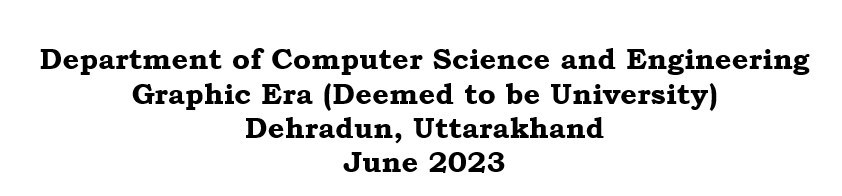 Department of Computer Science and Engineering
Graphic Era (Deemed to be University)
Dehradun, Uttarakhand
June 2023